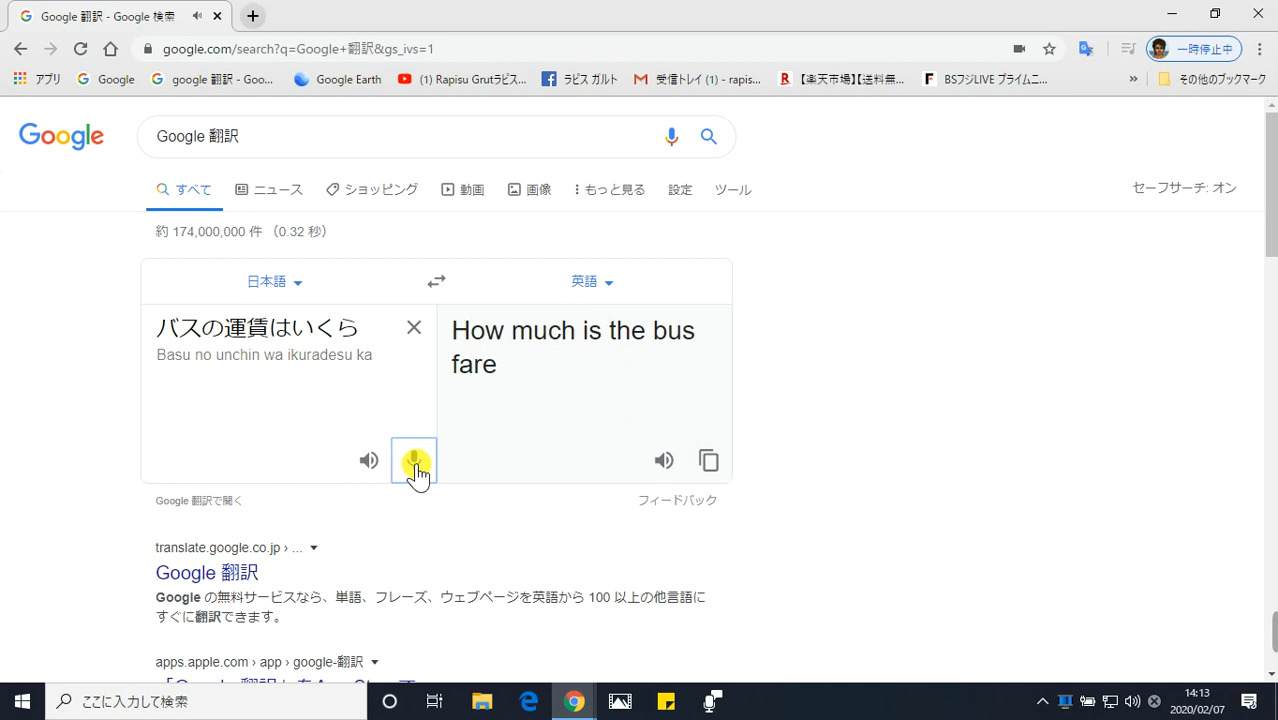 Google 翻訳 - Google 検索
google.com/search?q=Google+翻訳&gs_ivs=1
一時停止中
アプリ Google google 翻訳 - Goo... Google Earth (1) Rapisu Grutラピス... ラピス ガルト 受信トレイ (1) - rapis... 【楽天市場】【送料無... BSフジLIVE プライムニ... » その他のブックマーク
Google
Google 翻訳
すべて ニュース ショッピング 動画 画像 もっと見る 設定 ツール セーフサーチ: オン
約 174,000,000 件 (0.32 秒)
日本語 英語
バスの運賃はいくら How much is the bus
Basu no unchin wa ikuradesu ka fare
Google 翻訳で開く フィードバック
translate.google.co.jp › ...
Google 翻訳
Google の無料サービスなら、単語、フレーズ、ウェブページを英語から 100 以上の他言語に
すぐに翻訳できます。
apps.apple.com › app › google-翻訳
ここに入力して検索
14:13
2020/02/07